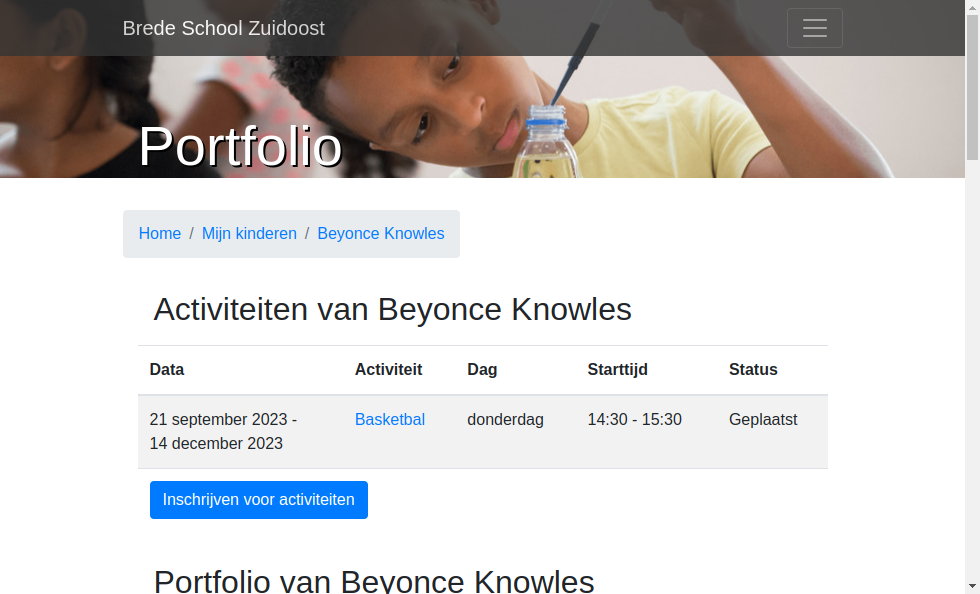 Brede School Zuidoost
Portfolio
Home / Mijn kinderen / Beyonce Knowles
Activiteiten van Beyonce Knowles
Data Activiteit Dag Starttijd Status
21 september 2023 - Basketbal donderdag 14:30 - 15:30 Geplaatst
14 december 2023
Inschrijven voor activiteiten
Portfolio van Beyonce Knowles